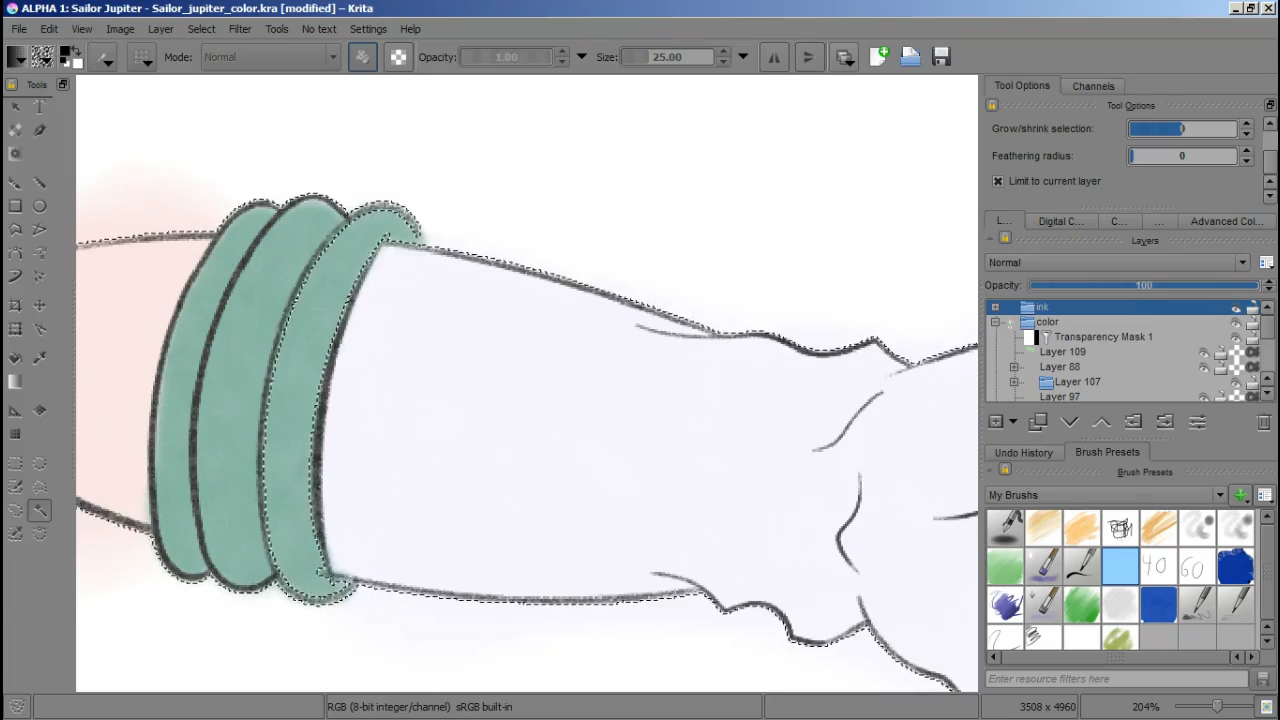 ALPHA 1: Sailor Jupiter - Sailor_jupiter_color.kra [modified] – Krita
File Edit View Image Layer Select Filter Tools No text Settings Help
Mode: Normal Opacity: 1.00 Size: 25.00
Tools
Tool Options Channels
Tool Options
Grow/shrink selection: 0
Feathering radius: 0
Limit to current layer
L... Digital C... C... ... Advanced Col...
Layers
Normal
Opacity: 100
ink
color
Transparency Mask 1
Layer 109
Layer 88
Layer 107
Layer 97
Undo History Brush Presets
Brush Presets
My Brushes
40 60
Enter resource filters here
RGB (8-bit integer/channel) sRGB built-in 3508 x 4960 204%